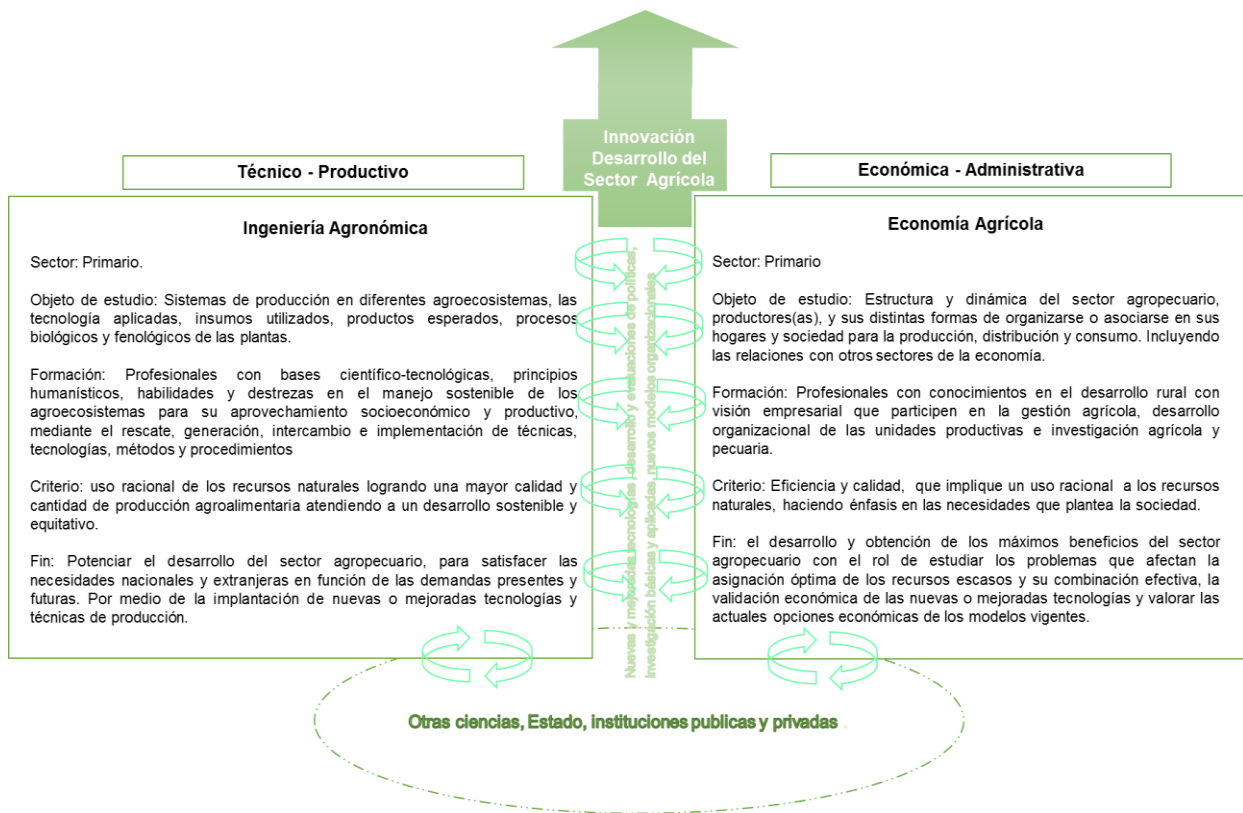 Innovación
Desarrollo del
Sector Agrícola
Técnico - Productivo
Económica - Administrativa
Ingeniería Agronómica
Sector: Primario.
Objeto de estudio: Sistemas de producción en diferentes agroecosistemas, las
tecnología aplicadas, insumos utilizados, productos esperados, procesos
biológicos y fenológicos de las plantas.
Formación: Profesionales con bases científico-tecnológicas, principios
humanísticos, habilidades y destrezas en el manejo sostenible de los
agroecosistemas para su aprovechamiento socioeconómico y productivo,
mediante el rescate, generación, intercambio e implementación de técnicas,
tecnologías, métodos y procedimientos
Criterio: uso racional de los recursos naturales logrando una mayor calidad y
cantidad de producción agroalimentaria atendiendo a un desarrollo sostenible y
equitativo.
Fin: Potenciar el desarrollo del sector agropecuario, para satisfacer las
necesidades nacionales y extranjeras en función de las demandas presentes y
futuras. Por medio de la implantación de nuevas o mejoradas tecnologías y
técnicas de producción.
Nuevas y mejoradas tecnologías, desarrollo y evaluaciones de políticas,
investigación básicas y aplicadas, nuevos modelos organizacionales
Economía Agrícola
Sector: Primario
Objeto de estudio: Estructura y dinámica del sector agropecuario,
productores(as), y sus distintas formas de organizarse o asociarse en sus
hogares y sociedad para la producción, distribución y consumo. Incluyendo
las relaciones con otros sectores de la economía.
Formación: Profesionales con conocimientos en el desarrollo rural con
visión empresarial que participen en la gestión agrícola, desarrollo
organizacional de las unidades productivas e investigación agrícola y
pecuaria.
Criterio: Eficiencia y calidad, que implique un uso racional a los recursos
naturales, haciendo énfasis en las necesidades que plantea la sociedad.
Fin: el desarrollo y obtención de los máximos beneficios del sector
agropecuario con el rol de estudiar los problemas que afectan la
asignación óptima de los recursos escasos y su combinación efectiva, la
validación económica de las nuevas o mejoradas tecnologías y valorar las
actuales opciones económicas de los modelos vigentes.
Otras ciencias, Estado, instituciones publicas y privadas .